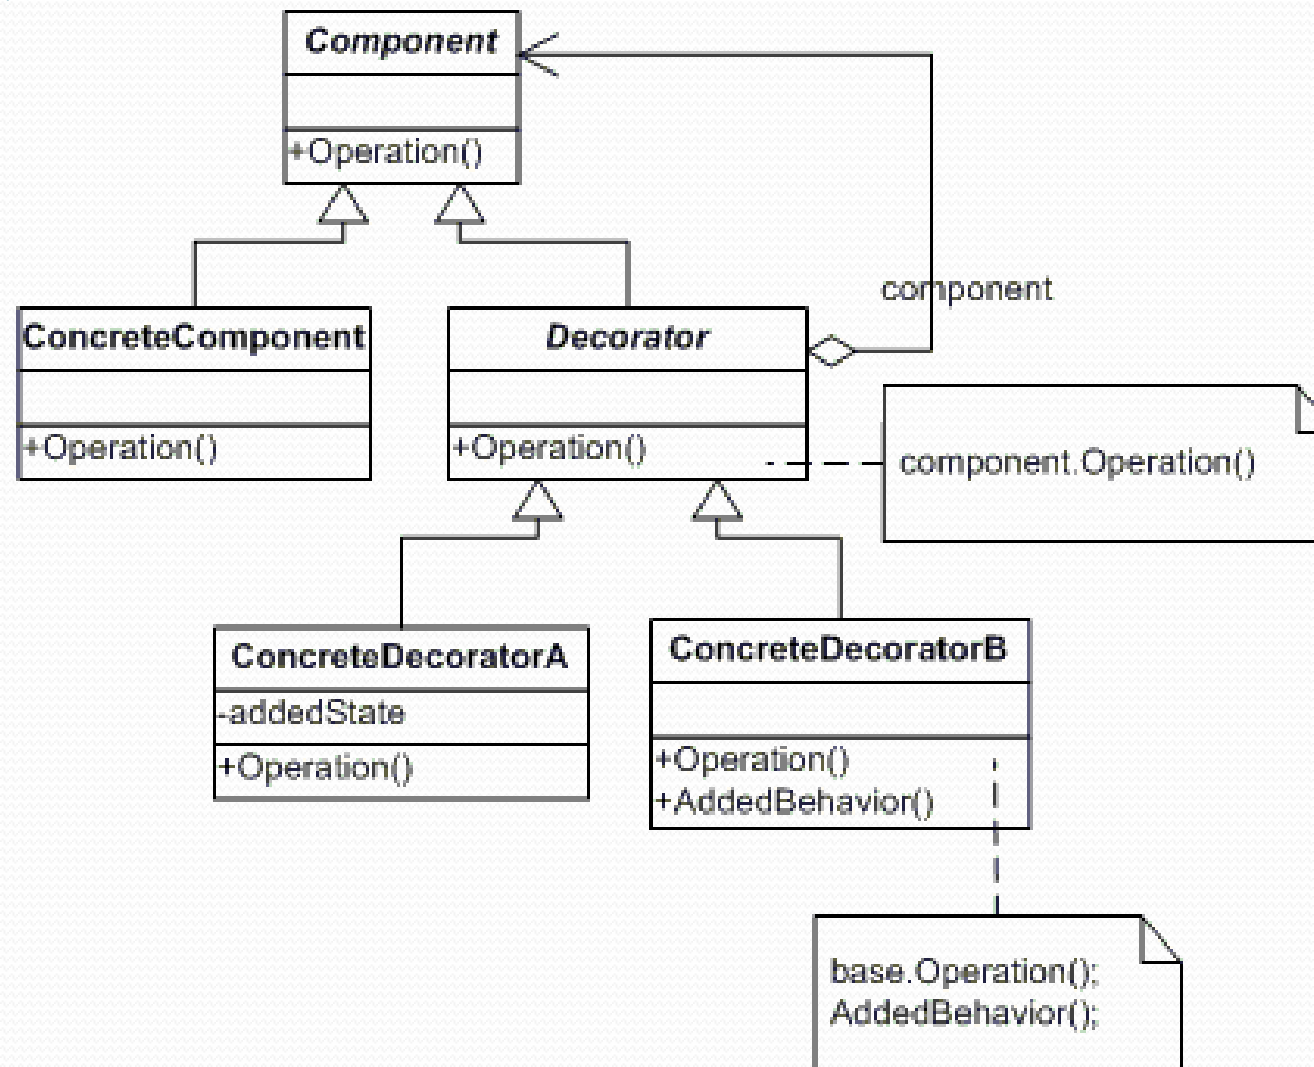 Component
+Operation()
component
ConcreteComponent
+Operation()
Decorator
+Operation()
component.Operation()
ConcreteDecoratorA
-addedState
+Operation()
ConcreteDecoratorB
+Operation()
+AddedBehavior()
base.Operation();
AddedBehavior();